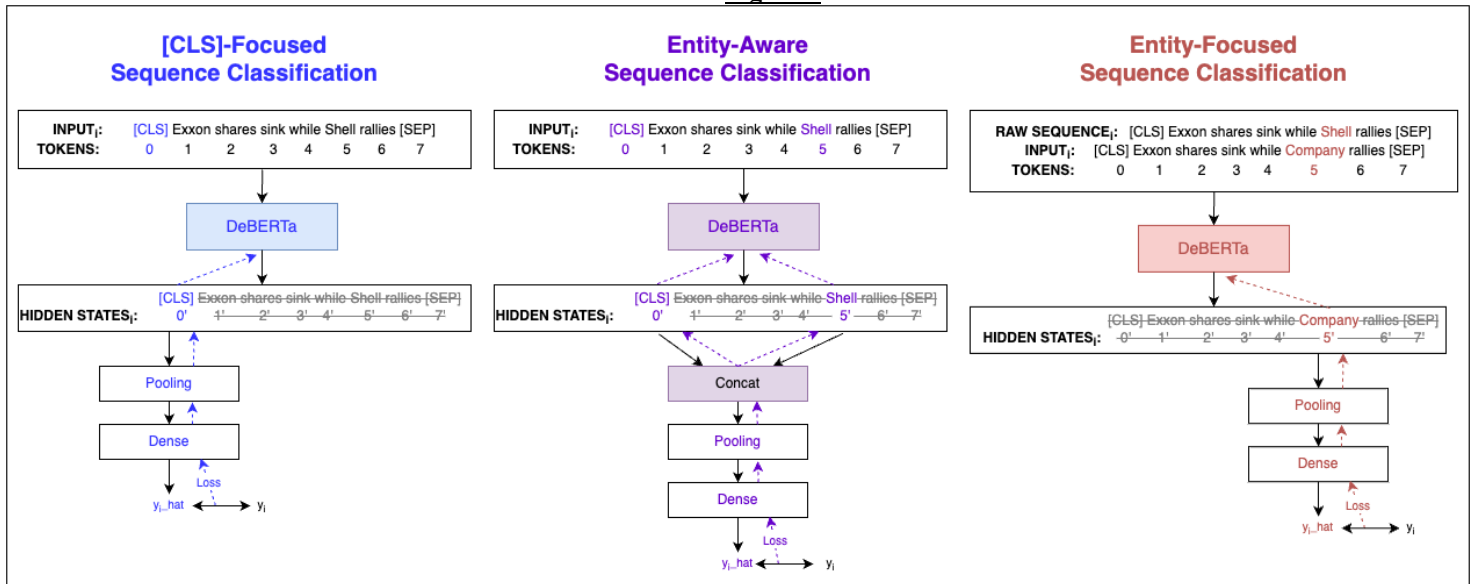 [CLS]-Focused
Sequence Classification
INPUTi: [CLS] Exxon shares sink while Shell rallies [SEP]
TOKENS: 0 1 2 3 4 5 6 7
DeBERTa
[CLS] Exxon shares sink while Shell rallies [SEP]
HIDDEN STATESi: 0' 1' 2' 3' 4' 5' 6' 7'
Pooling
Dense
Loss
yi_hat yi
Entity-Aware
Sequence Classification
INPUTi: [CLS] Exxon shares sink while Shell rallies [SEP]
TOKENS: 0 1 2 3 4 5 6 7
DeBERTa
[CLS] Exxon shares sink while Shell rallies [SEP]
HIDDEN STATESi: 0' 1' 2' 3' 4' 5' 6' 7'
Concat
Pooling
Dense
Loss
yi_hat yi
Entity-Focused
Sequence Classification
RAW SEQUENCEi: [CLS] Exxon shares sink while Shell rallies [SEP]
INPUTi: [CLS] Exxon shares sink while Company rallies [SEP]
TOKENS: 0 1 2 3 4 5 6 7
DeBERTa
[CLS] Exxon shares sink while Company rallies [SEP]
HIDDEN STATESi: 0' 1' 2' 3' 4' 5' 6' 7'
Pooling
Dense
Loss
yi_hat yi